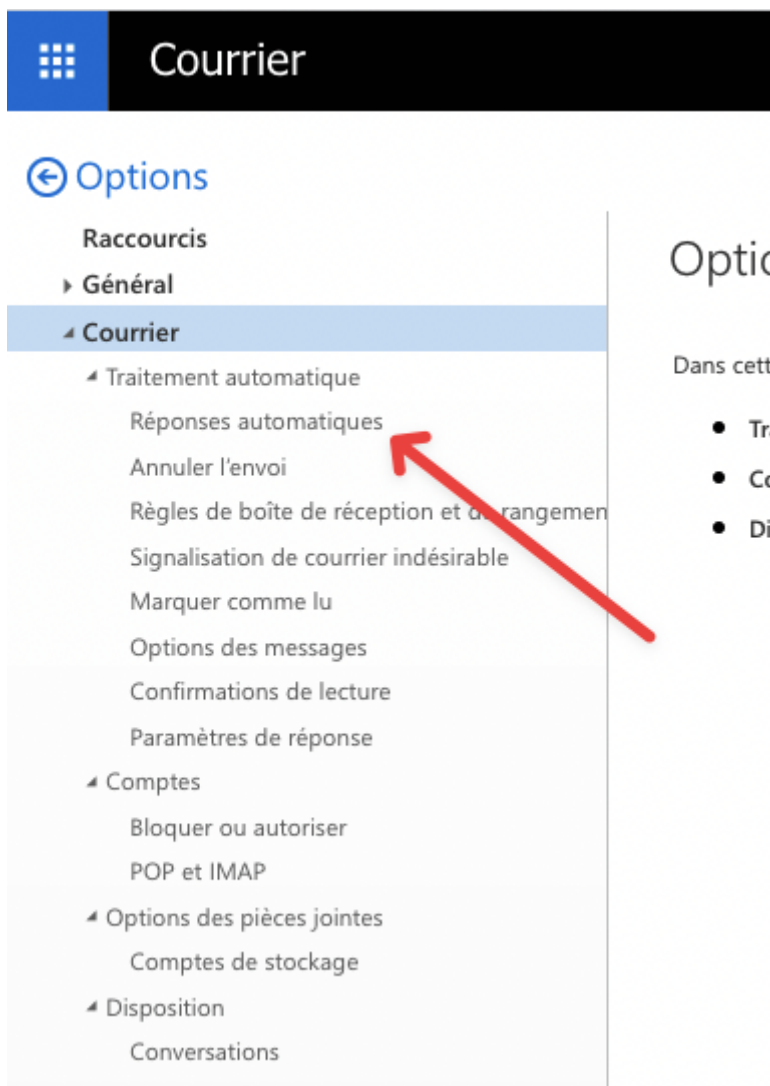 Courrier
Options
Raccourcis
Général
Courrier
Traitement automatique
Réponses automatiques
Annuler l'envoi
Règles de boîte de réception et de rangemen
Signalisation de courrier indésirable
Marquer comme lu
Options des messages
Confirmations de lecture
Paramètres de réponse
Comptes
Bloquer ou autoriser
POP et IMAP
Options des pièces jointes
Comptes de stockage
Disposition
Conversations
Optio
Dans cett
Tr
Co
Di